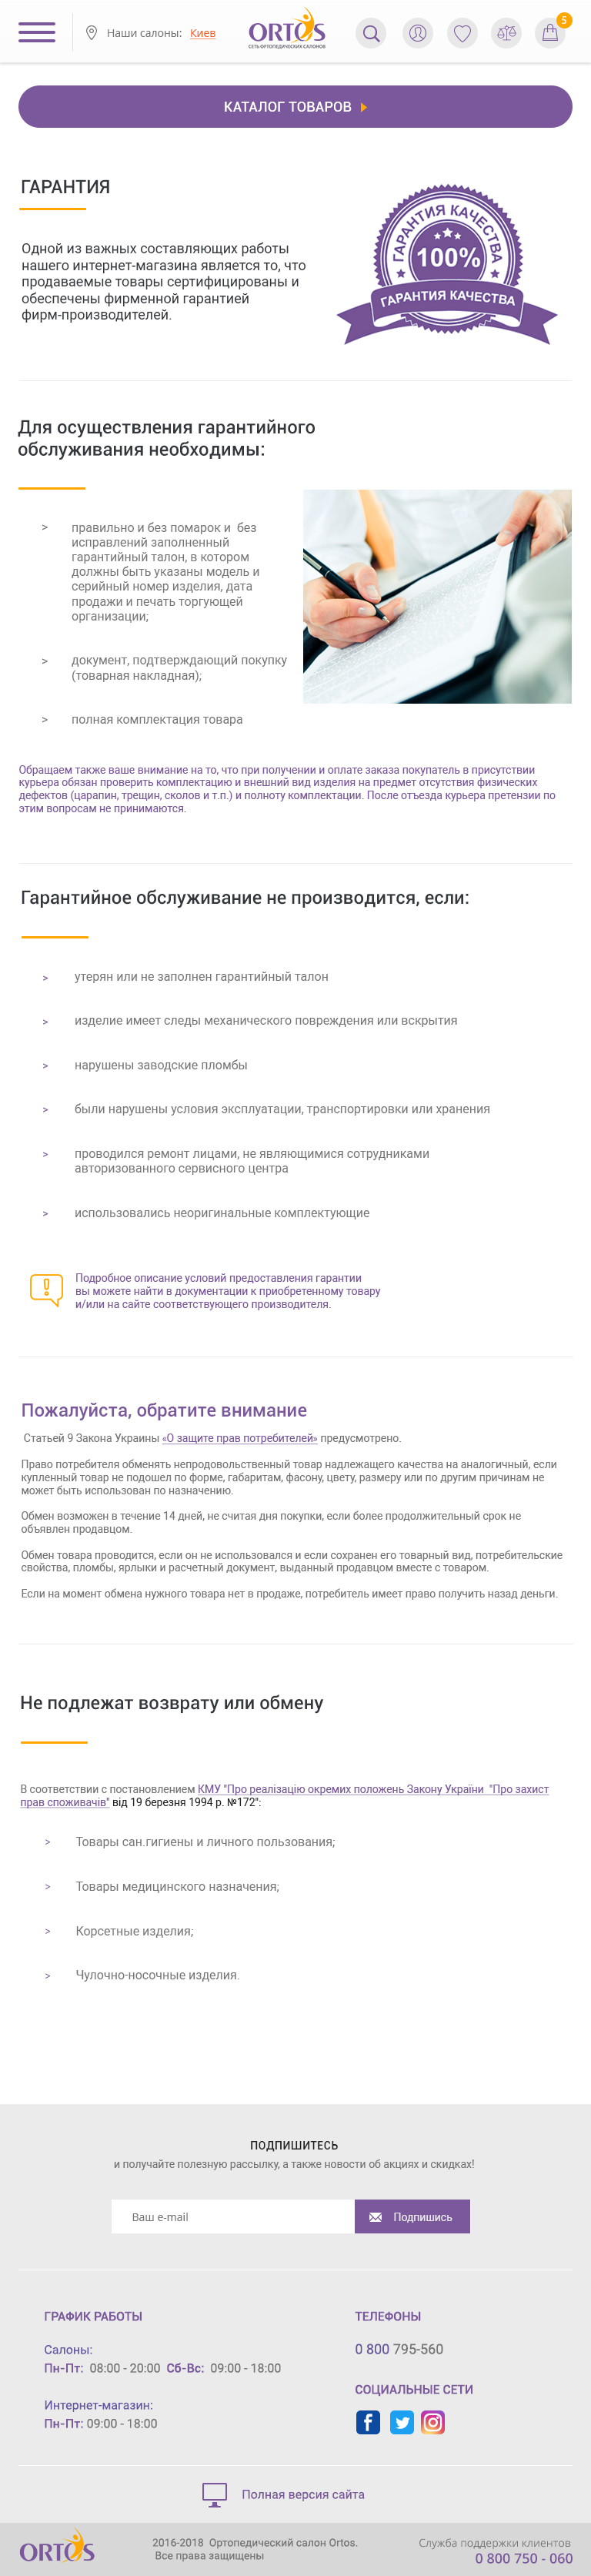 Наши салоны: Киев
ORTOS
СЕТЬ ОРТОПЕДИЧЕСКИХ САЛОНОВ
5
КАТАЛОГ ТОВАРОВ
ГАРАНТИЯ
Одной из важных составляющих работы
нашего интернет-магазина является то, что
продаваемые товары сертифицированы и
обеспечены фирменной гарантией
фирм-производителей.
ГАРАНТИЯ КАЧЕСТВА
100%
ГАРАНТИЯ КАЧЕСТВА
Для осуществления гарантийного
обслуживания необходимы:
> правильно и без помарок и без
исправлений заполненный
гарантийный талон, в котором
должны быть указаны модель и
серийный номер изделия, дата
продажи и печать торгующей
организации;
> документ, подтверждающий покупку
(товарная накладная);
> полная комплектация товара
Обращаем также ваше внимание на то, что при получении и оплате заказа покупатель в присутствии
курьера обязан проверить комплектацию и внешний вид изделия на предмет отсутствия физических
дефектов (царапин, трещин, сколов и т.п.) и полноту комплектации. После отъезда курьера претензии по
этим вопросам не принимаются.
Гарантийное обслуживание не производится, если:
> утерян или не заполнен гарантийный талон
> изделие имеет следы механического повреждения или вскрытия
> нарушены заводские пломбы
> были нарушены условия эксплуатации, транспортировки или хранения
> проводился ремонт лицами, не являющимися сотрудниками
авторизованного сервисного центра
> использовались неоригинальные комплектующие
Подробное описание условий предоставления гарантии
вы можете найти в документации к приобретенному товару
и/или на сайте соответствующего производителя.
Пожалуйста, обратите внимание
Статьей 9 Закона Украины «О защите прав потребителей» предусмотрено.
Право потребителя обменять непродовольственный товар надлежащего качества на аналогичный, если
купленный товар не подошел по форме, габаритам, фасону, цвету, размеру или по другим причинам не
может быть использован по назначению.
Обмен возможен в течение 14 дней, не считая дня покупки, если более продолжительный срок не
объявлен продавцом.
Обмен товара проводится, если он не использовался и если сохранен его товарный вид, потребительские
свойства, пломбы, ярлыки и расчетный документ, выданный продавцом вместе с товаром.
Если на момент обмена нужного товара нет в продаже, потребитель имеет право получить назад деньги.
Не подлежат возврату или обмену
В соответствии с постановлением КМУ "Про реалізацію окремих положень Закону України "Про захист
прав споживачів" від 19 березня 1994 р. №172":
> Товары сан.гигиены и личного пользования;
> Товары медицинского назначения;
> Корсетные изделия;
> Чулочно-носочные изделия.
ПОДПИШИТЕСЬ
и получайте полезную рассылку, а также новости об акциях и скидках!
Ваш e-mail Подпишись
ГРАФИК РАБОТЫ
Салоны:
Пн-Пт: 08:00 - 20:00 Сб-Вс: 09:00 - 18:00
Интернет-магазин:
Пн-Пт: 09:00 - 18:00
ТЕЛЕФОНЫ
0 800 795-560
СОЦИАЛЬНЫЕ СЕТИ
Полная версия сайта
ORTOS
2016-2018 Ортопедический салон Ortos.
Все права защищены
Служба поддержки клиентов
0 800 750 - 060